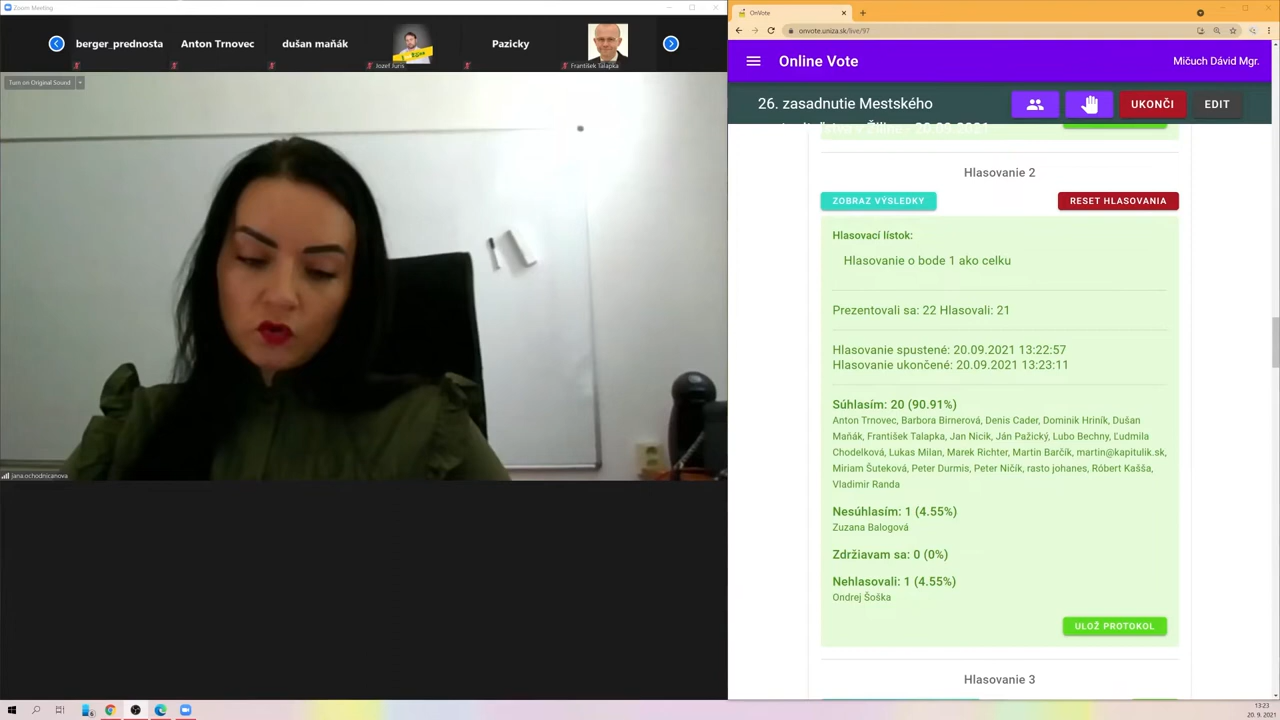 Zoom Meeting
berger_prednosta
Anton Trnovec
dušan maňák
Jozef Juris
Pazicky
František Talapka
Turn on Original Sound
Jana.ochodnicanova
OnVote
onvote.uniza.sk/live/97
Online Vote
Mičuch Dávid Mgr.
26. zasadnutie Mestského
Žiline - 20.09.2021
UKONČI
EDIT
Hlasovanie 2
ZOBRAZ VÝSLEDKY
RESET HLASOVANIA
Hlasovací lístok:
Hlasovanie o bode 1 ako celku
Prezentovali sa: 22 Hlasovali: 21
Hlasovanie spustené: 20.09.2021 13:22:57
Hlasovanie ukončené: 20.09.2021 13:23:11
Súhlasím: 20 (90.91%)
Anton Trnovec, Barbora Birnerová, Denis Cader, Dominik Hriník, Dušan
Maňák, František Talapka, Jan Nicik, Ján Pažický, Lubo Bechny, Ľudmila
Chodelková, Lukas Milan, Marek Richter, Martin Barčík, martin@kapitulik.sk,
Miriam Šuteková, Peter Durmis, Peter Ničík, rasto johanes, Róbert Kašša,
Vladimir Randa
Nesúhlasím: 1 (4.55%)
Zuzana Balogová
Zdržiavam sa: 0 (0%)
Nehlasovali: 1 (4.55%)
Ondrej Šoška
ULOŽ PROTOKOL
Hlasovanie 3
13:23
20. 9. 2021